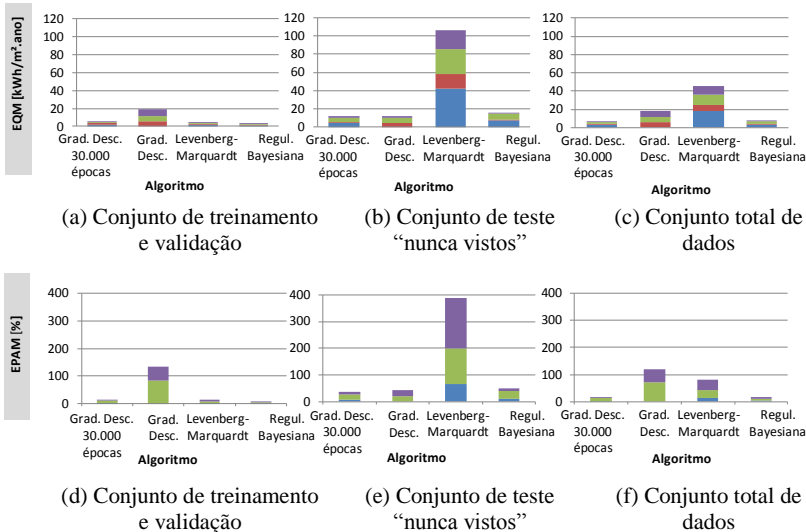 EQM [kWh/m².ano]
120
100
80
60
40
20
0
Grad. Desc. 30.000 épocas
Grad. Desc.
Levenberg-Marquardt
Regul. Bayesiana
Algoritmo
120
100
80
60
40
20
0
Grad. Desc. 30.000 épocas
Grad. Desc.
Levenberg-Marquardt
Regul. Bayesiana
Algoritmo
120
100
80
60
40
20
0
Grad. Desc. 30.000 épocas
Grad. Desc.
Levenberg-Marquardt
Regul. Bayesiana
Algoritmo
(a) Conjunto de treinamento
e validação
(b) Conjunto de teste
“nunca vistos”
(c) Conjunto total de
dados
EPAM [%]
400
300
200
100
0
Grad. Desc. 30.000 épocas
Grad. Desc.
Levenberg-Marquardt
Regul. Bayesiana
Algoritmo
400
300
200
100
0
Grad. Desc. 30.000 épocas
Grad. Desc.
Levenberg-Marquardt
Regul. Bayesiana
Algoritmo
400
300
200
100
0
Grad. Desc. 30.000 épocas
Grad. Desc.
Levenberg-Marquardt
Regul. Bayesiana
Algoritmo
(d) Conjunto de treinamento
e validação
(e) Conjunto de teste
“nunca vistos”
(f) Conjunto total de
dados